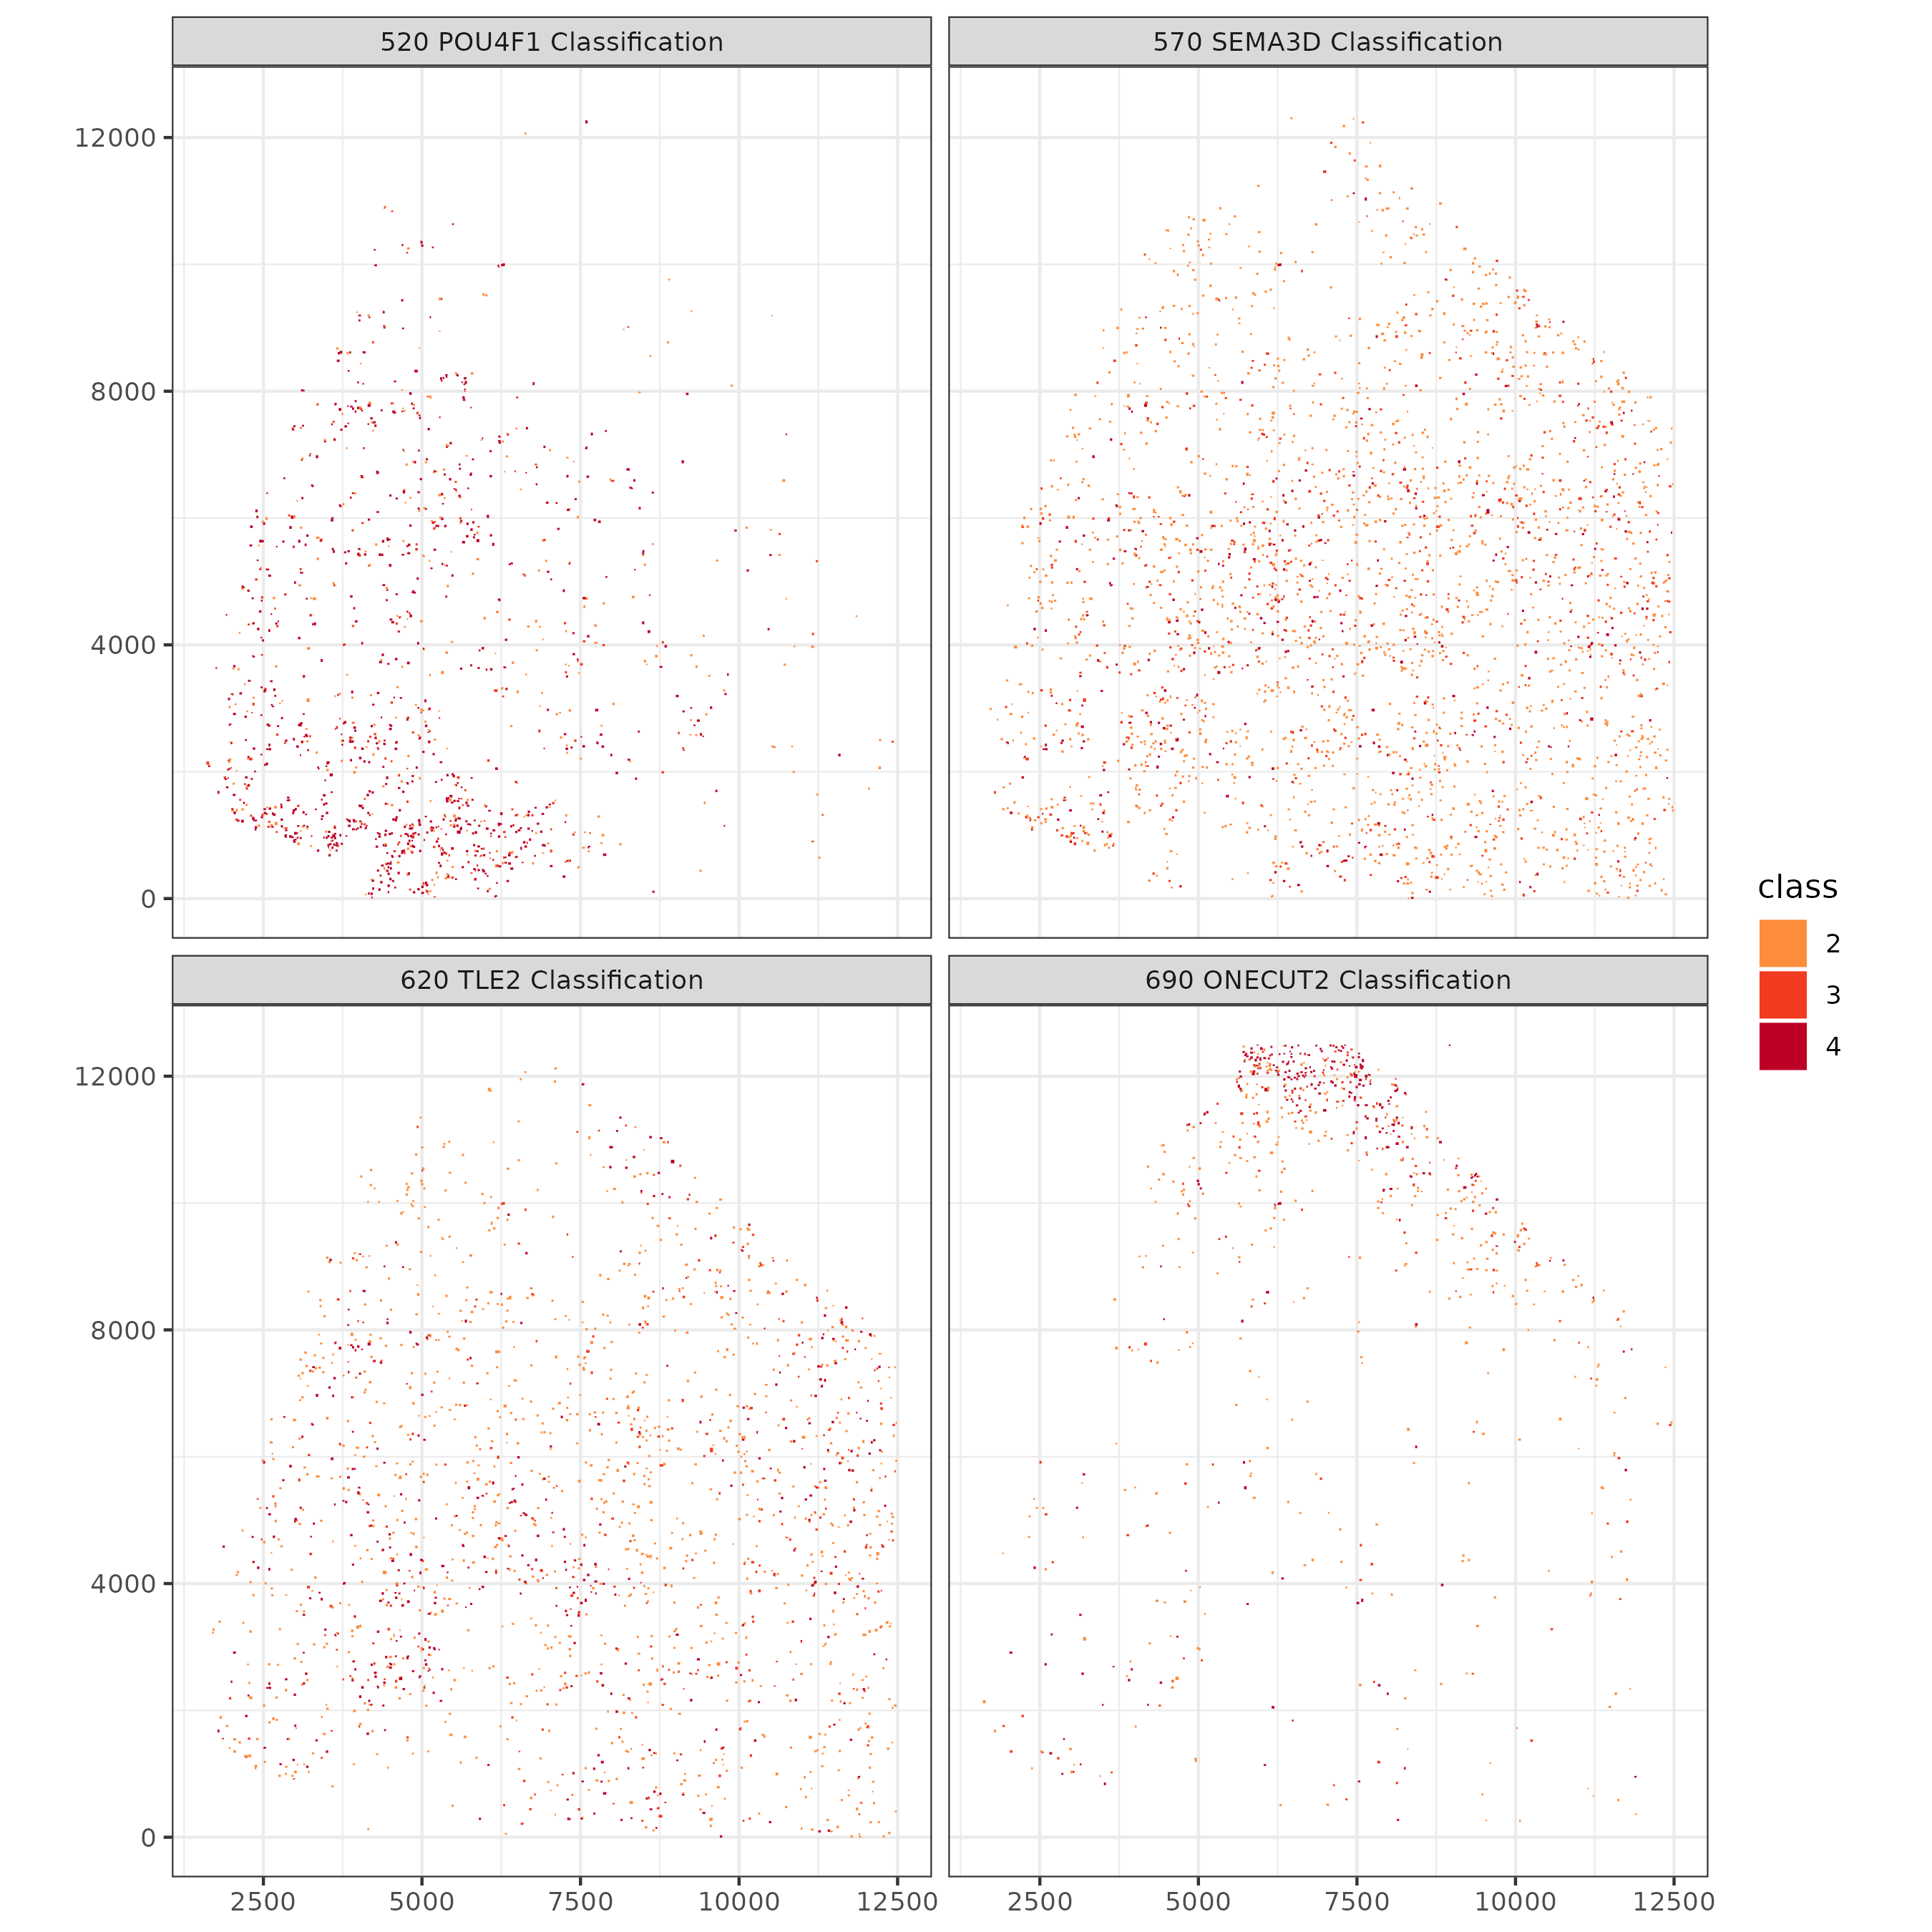 520 POU4F1 Classification
570 SEMA3D Classification
12000
8000
4000
0
class
2
3
4
620 TLE2 Classification
690 ONECUT2 Classification
12000
8000
4000
0
2500 5000 7500 10000 12500
2500 5000 7500 10000 12500